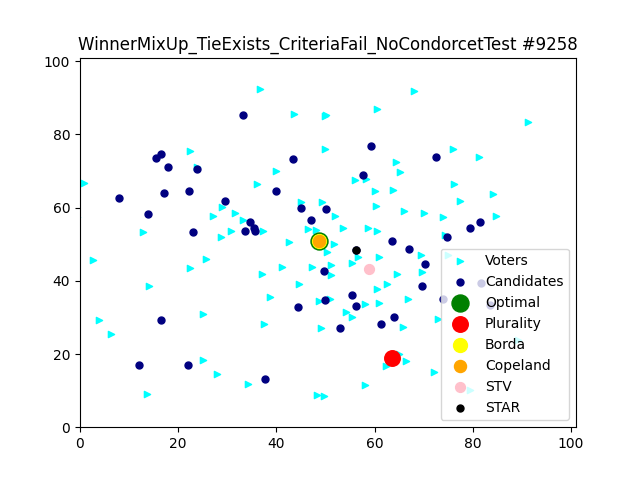 WinnerMixUp_TieExists_CriteriaFail_NoCondorcetTest #9258
100
80
60
40
20
0
0 20 40 60 80 100
Voters
Candidates
Optimal
Plurality
Borda
Copeland
STV
STAR